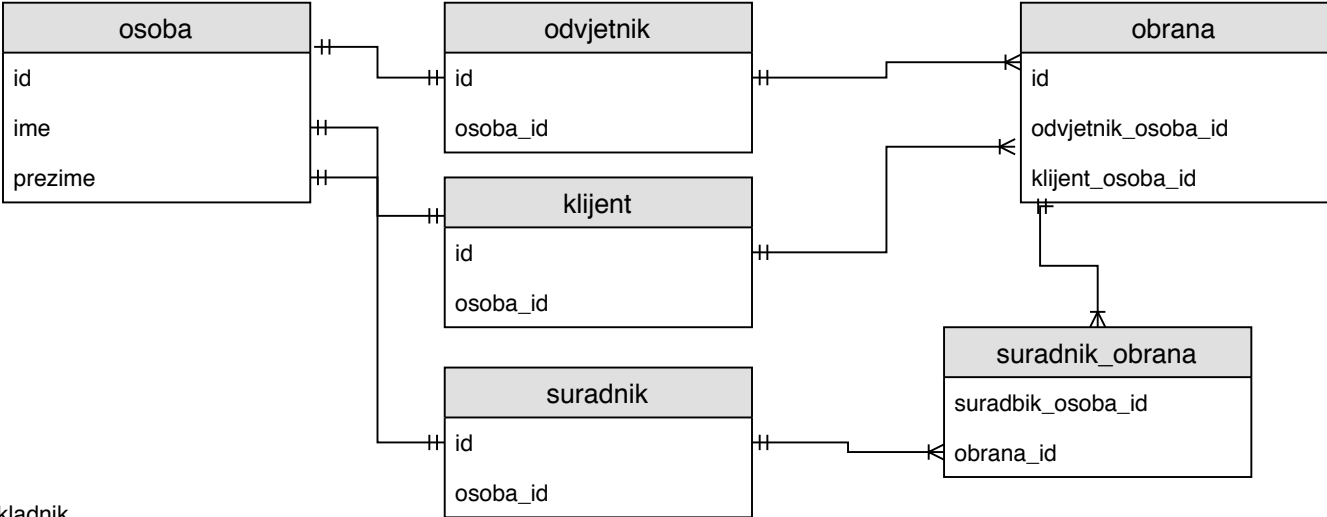 osoba
id
ime
prezime
odvjetnik
id
osoba_id
klijent
id
osoba_id
suradnik
id
osoba_id
obrana
id
odvjetnik_osoba_id
klijent_osoba_id
suradnik_obrana
suradbik_osoba_id
obrana_id